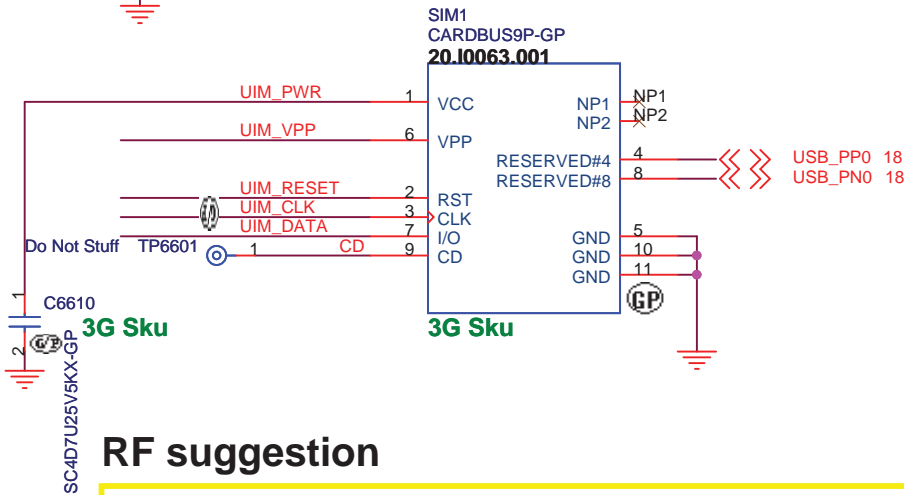 SIM1
CARDBUS9P-GP
20.I0063.001
UIM_PWR 1 VCC NP1 NP1
NP2 NP2
UIM_VPP 6 VPP
RESERVED#4 4 USB_PP0 18
RESERVED#8 8 USB_PN0 18
UIM_RESET 2 RST
UIM_CLK 3 CLK
UIM_DATA 7 I/O GND 5
Do Not Stuff TP6601 1 CD 9 CD GND 10
GND 11
GP
1 C6610
3G Sku 3G Sku
2 G/P
SC4D7U25V5KX-GP
RF suggestion